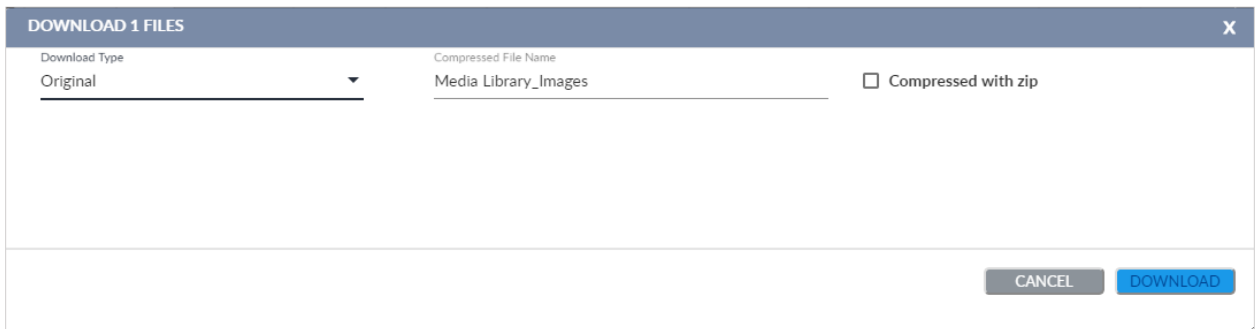 DOWNLOAD 1 FILES X
Download Type Compressed File Name
Original Media Library_Images Compressed with zip
CANCEL DOWNLOAD